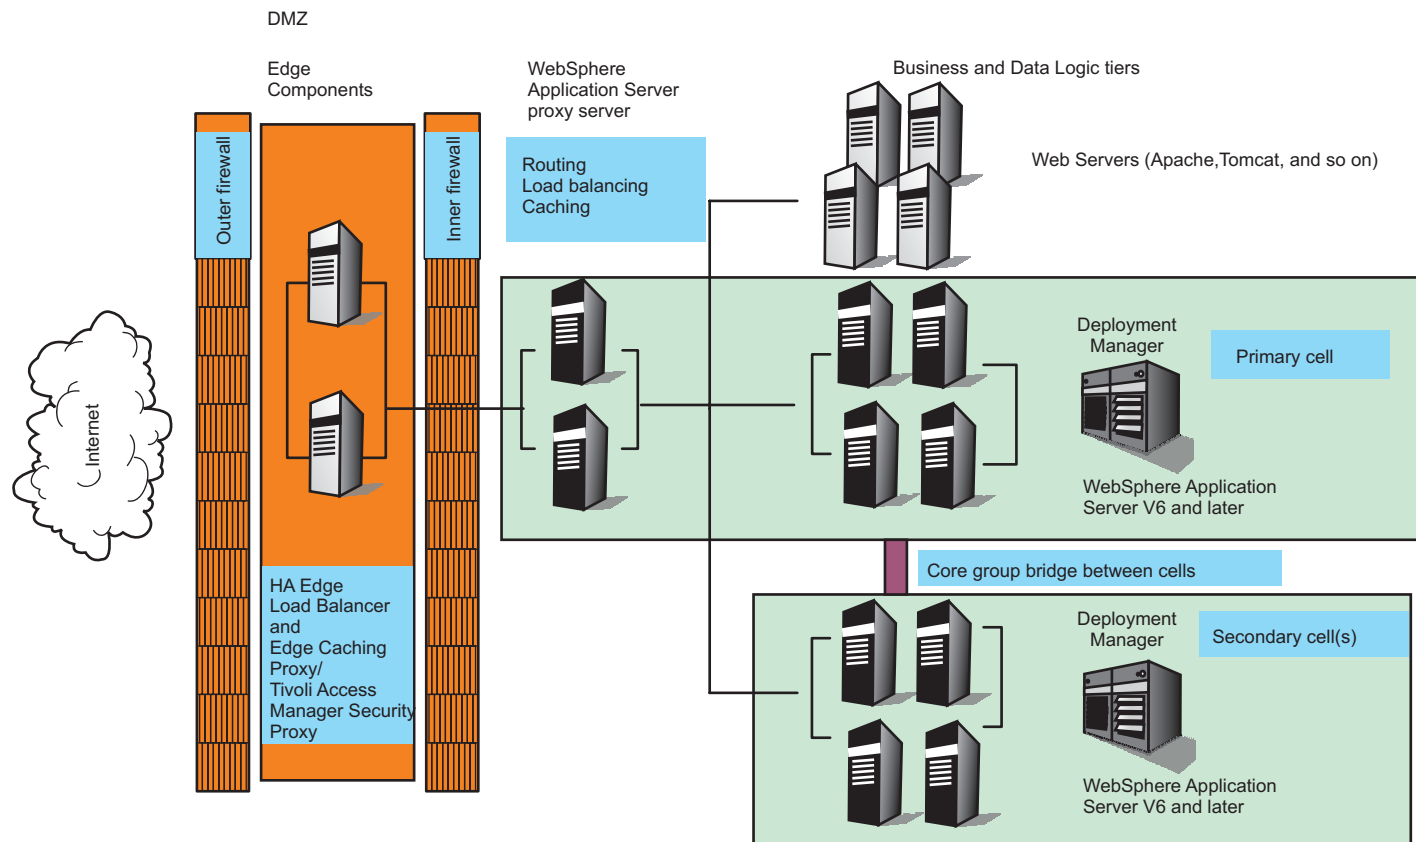 DMZ
Edge
Components
WebSphere
Application Server
proxy server
Business and Data Logic tiers
Outer firewall
Inner firewall
Routing
Load balancing
Caching
Web Servers (Apache,Tomcat, and so on)
Internet
Deployment
Manager
Primary cell
WebSphere Application
Server V6 and later
Core group bridge between cells
HA Edge
Load Balancer
and
Edge Caching
Proxy/
Tivoli Access
Manager Security
Proxy
Deployment
Manager
Secondary cell(s)
WebSphere Application
Server V6 and later